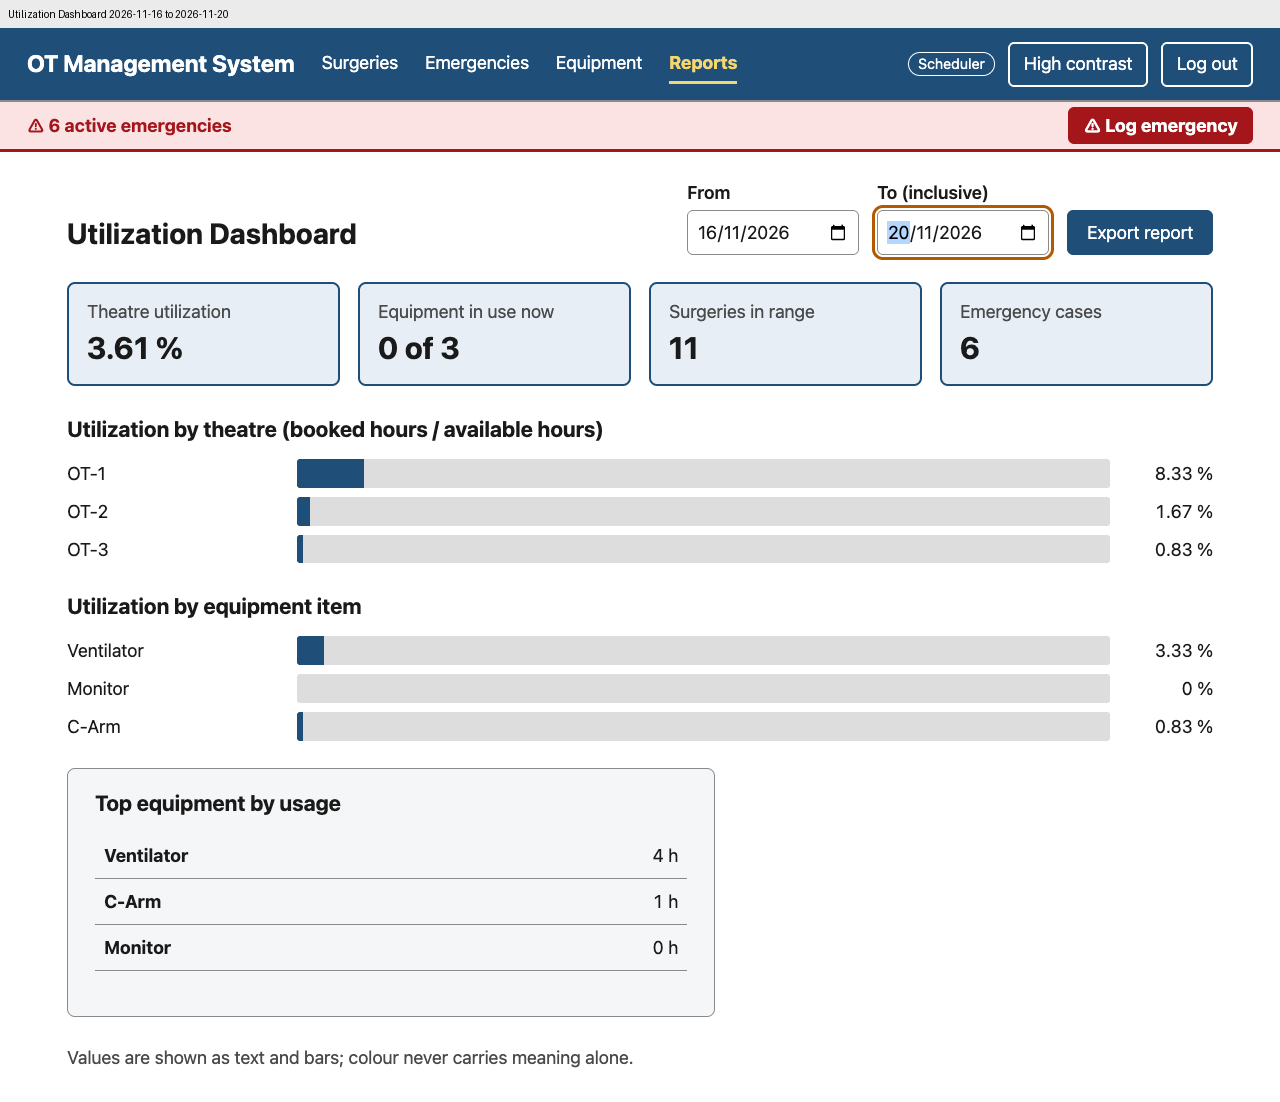 Utilization Dashboard 2026-11-16 to 2026-11-20
OT Management System Surgeries Emergencies Equipment Reports Scheduler High contrast Log out
6 active emergencies Log emergency
From To (inclusive)
Utilization Dashboard 16/11/2026 20/11/2026 Export report
Theatre utilization Equipment in use now Surgeries in range Emergency cases
3.61 % 0 of 3 11 6
Utilization by theatre (booked hours / available hours)
OT-1 8.33 %
OT-2 1.67 %
OT-3 0.83 %
Utilization by equipment item
Ventilator 3.33 %
Monitor 0 %
C-Arm 0.83 %
Top equipment by usage
Ventilator 4 h
C-Arm 1 h
Monitor 0 h
Values are shown as text and bars; colour never carries meaning alone.